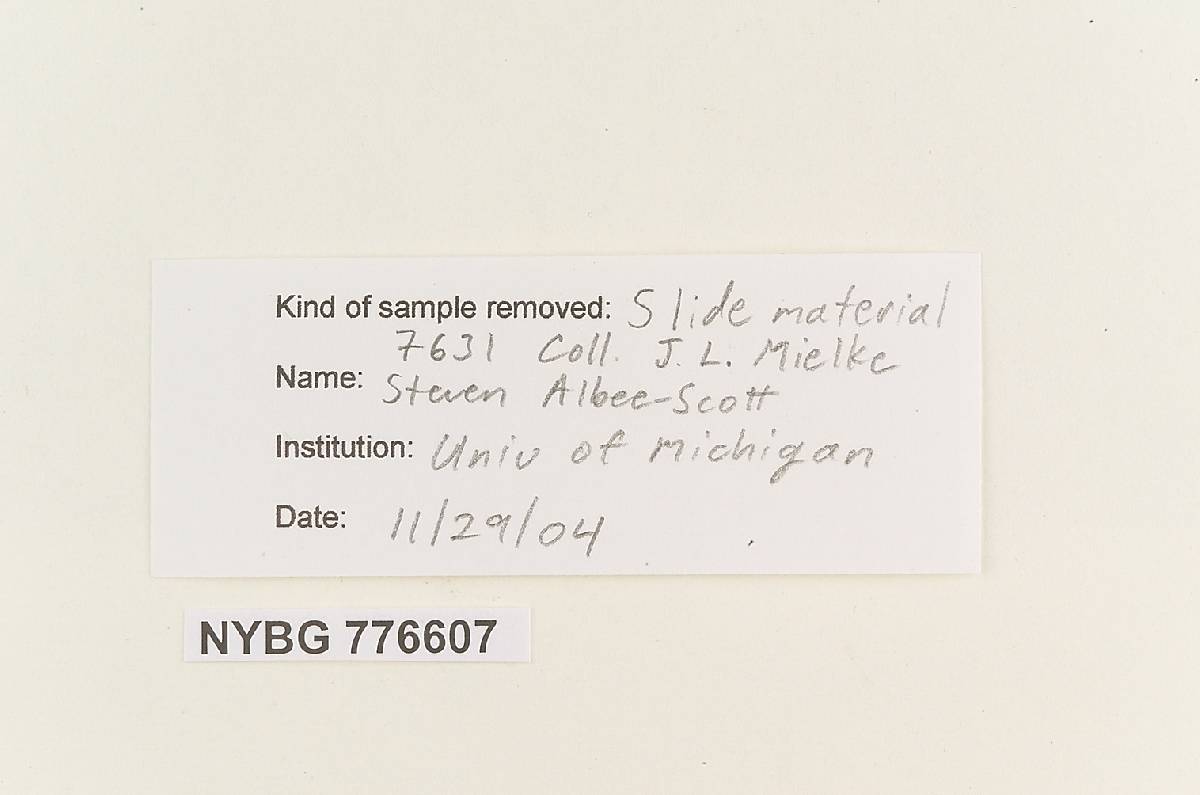 Kind of sample removed: Slide material
7631 Coll. J. L. Mielke
Name: Steven Albee-Scott
Institution: Univ of Michigan
Date: 11/29/04
NYBG 776607